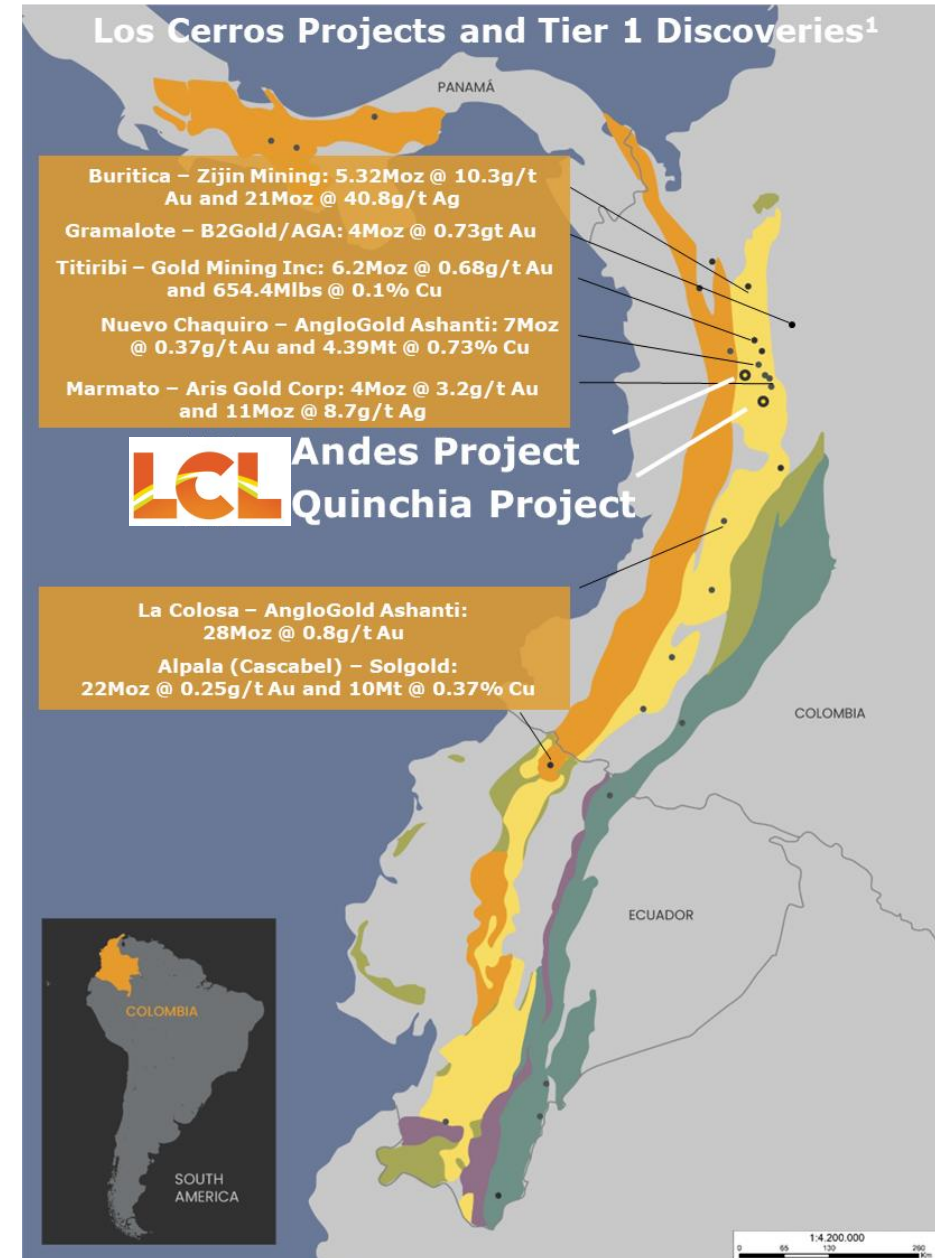 Los Cerros Projects and Tier 1 Discoveries¹
PANAMÁ
Buritica – Zijin Mining: 5.32Moz @ 10.3g/t
Au and 21Moz @ 40.8g/t Ag
Gramalote – B2Gold/AGA: 4Moz @ 0.73gt Au
Titiribi – Gold Mining Inc: 6.2Moz @ 0.68g/t Au
and 654.4Mlbs @ 0.1% Cu
Nuevo Chaquiro – AngloGold Ashanti: 7Moz
@ 0.37g/t Au and 4.39Mt @ 0.73% Cu
Marmato – Aris Gold Corp: 4Moz @ 3.2g/t Au
and 11Moz @ 8.7g/t Ag
LCL
Andes Project
Quinchia Project
La Colosa – AngloGold Ashanti:
28Moz @ 0.8g/t Au
Alpala (Cascabel) – Solgold:
22Moz @ 0.25g/t Au and 10Mt @ 0.37% Cu
COLOMBIA
ECUADOR
COLOMBIA
SOUTH
AMERICA
1:4.200.000
0 65 130 260
Km